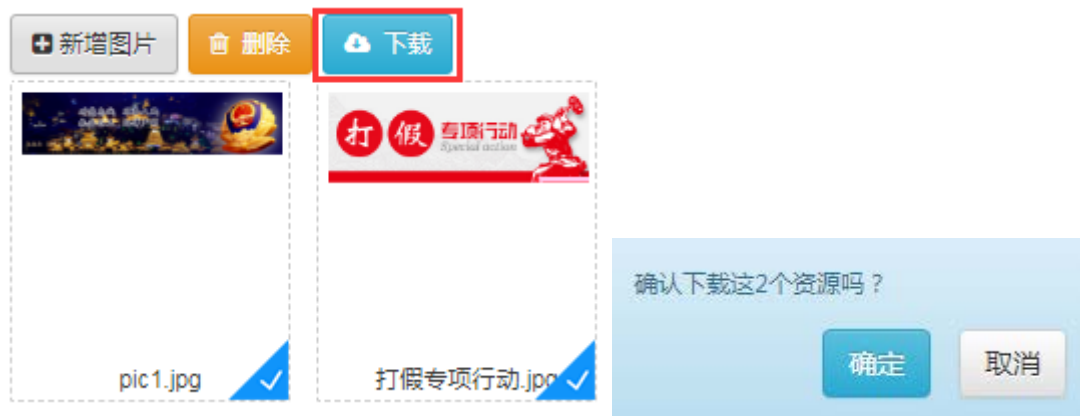 新增图片
删除
下载
打假 专项行动
Special action
pic1.jpg
打假专项行动.jpg
确认下载这2个资源吗？
确定
取消